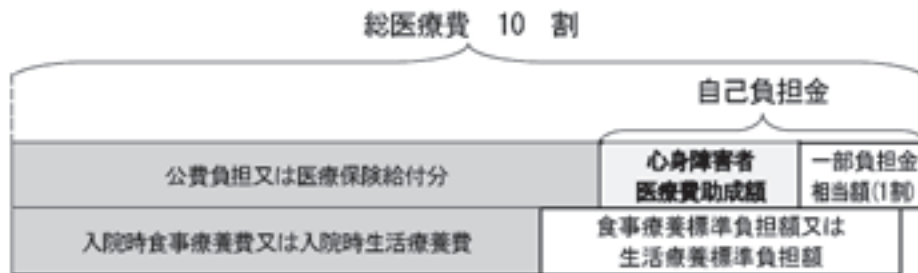 総医療費 10 割
自己負担金
公費負担又は医療保険給付分
心身障害者
医療費助成額
一部負担金
相当額(1割)
入院時食事療養費又は入院時生活療養費
食事療養標準負担額又は
生活療養標準負担額